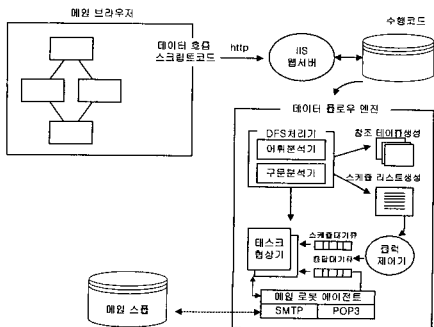 메일 브라우저
데이터 흐름
스크립트코드
http
IIS
웹서버
수행코드
데이터 플로우 엔진
DFS처리기
어휘분석기
구문분석기
참조 테이블생성
스케줄 리스트생성
태스크
협상기
스케줄대기큐
응답대기큐
클럭
제어기
메일 로봇 에이전트
SMTP
POP3
메일 스풀